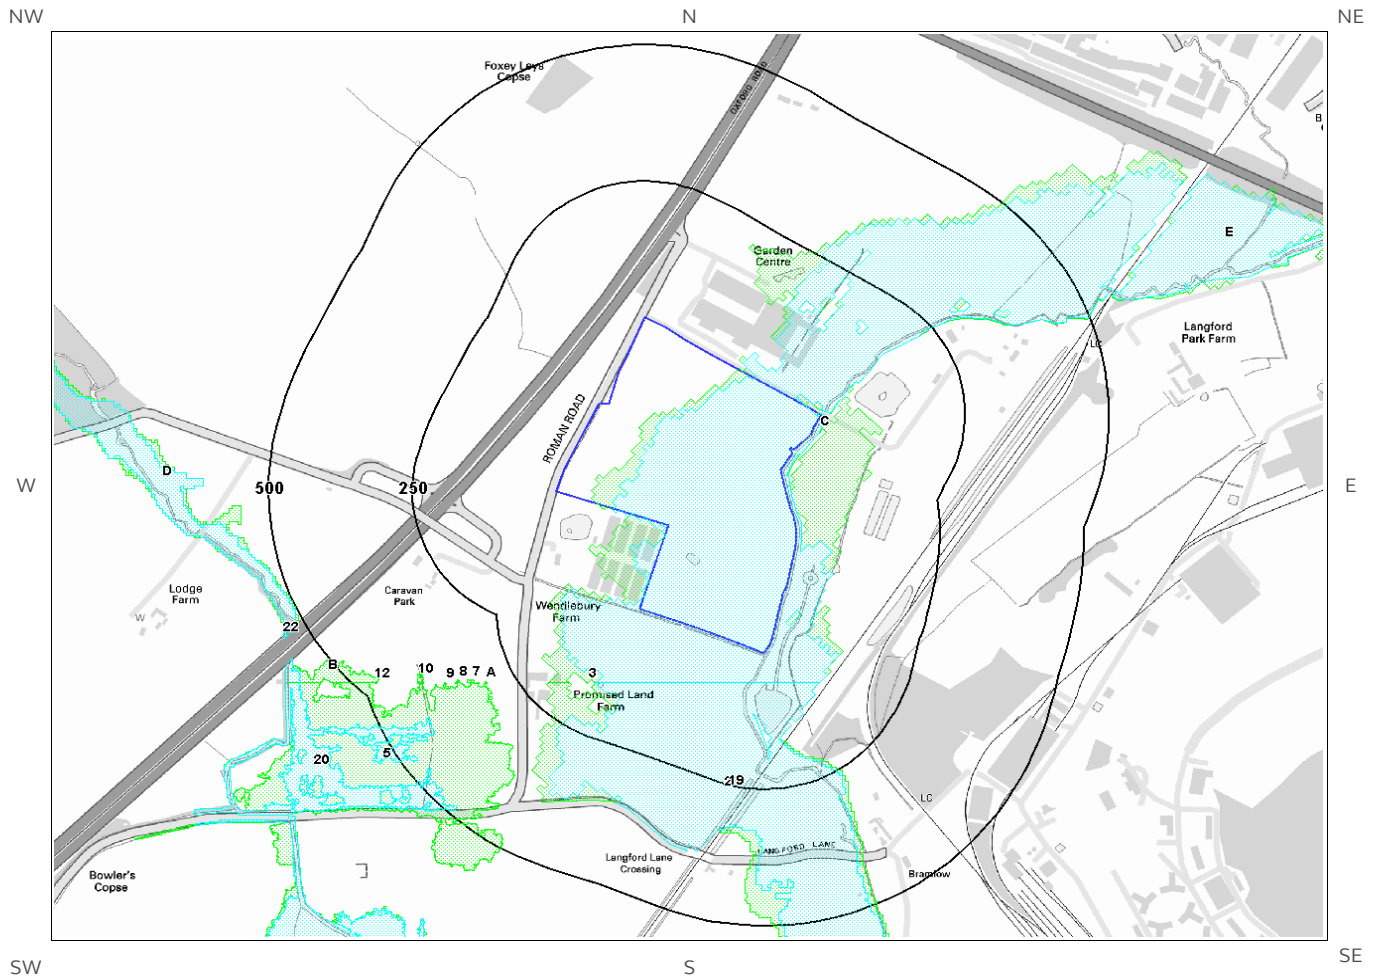 NW
N
NE
Foxey Leys
Copse
OXFORD ROAD
B
E
Garden
Centre
Langford
Park Farm
LC
ROMAN ROAD
C
D
500
250
W
E
Lodge
Farm
Caravan
Park
W
Wendlebury
Farm
22
B
12
10
9 8 7 A
3
Promised Land
Farm
5
20
19
LC
LANGFORD LANE
Langford Lane
Crossing
Bramlow
Bowler's
Copse
SW
S
SE